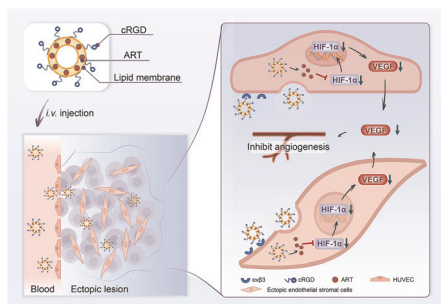 cRGD
ART
Lipid membrane
i.v. injection
Blood
Ectopic lesion
HIF-1α
VEGF
HIF-1α
VEGF
Inhibit angiogenesis
VEGF
HIF-1α
HIF-1α
αvβ3
cRGD
ART
HUVEC
Ectopic endothelial stromal cells